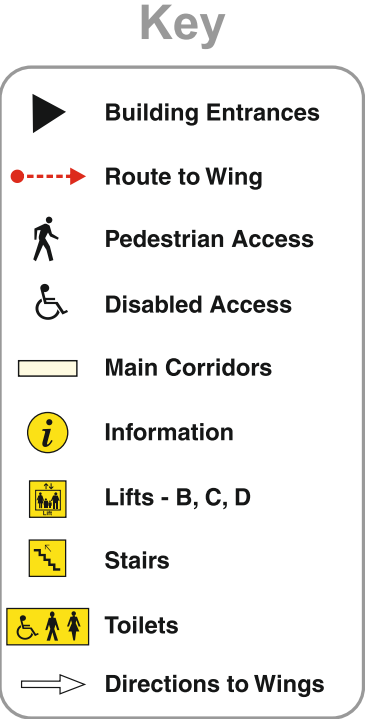 Key
Building Entrances
Route to Wing
Pedestrian Access
Disabled Access
Main Corridors
i
Information
Lift
Lifts - B, C, D
Stairs
Toilets
Directions to Wings